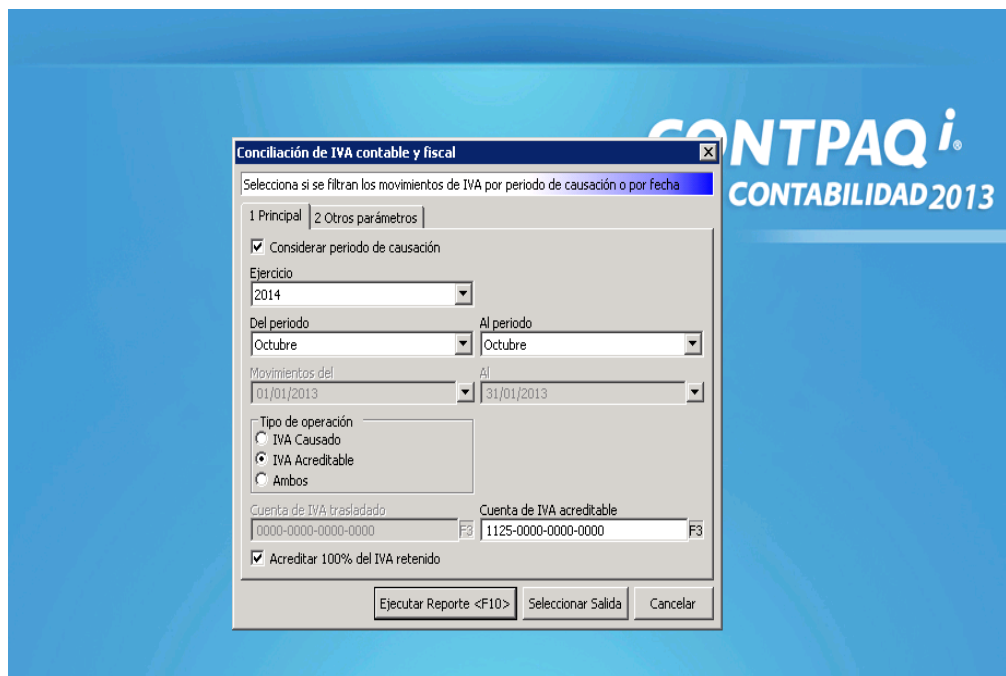 CONTPAQ i®
CONTABILIDAD 2013
Conciliación de IVA contable y fiscal
Selecciona si se filtran los movimientos de IVA por periodo de causación o por fecha
1 Principal 2 Otros parámetros
Considerar periodo de causación
Ejercicio
2014
Del periodo Al periodo
Octubre Octubre
Movimientos del Al
01/01/2013 31/01/2013
Tipo de operación
IVA Causado
IVA Acreditable
Ambos
Cuenta de IVA trasladado Cuenta de IVA acreditable
0000-0000-0000-0000 F3 1125-0000-0000-0000 F3
Acreditar 100% del IVA retenido
Ejecutar Reporte <F10> Seleccionar Salida Cancelar